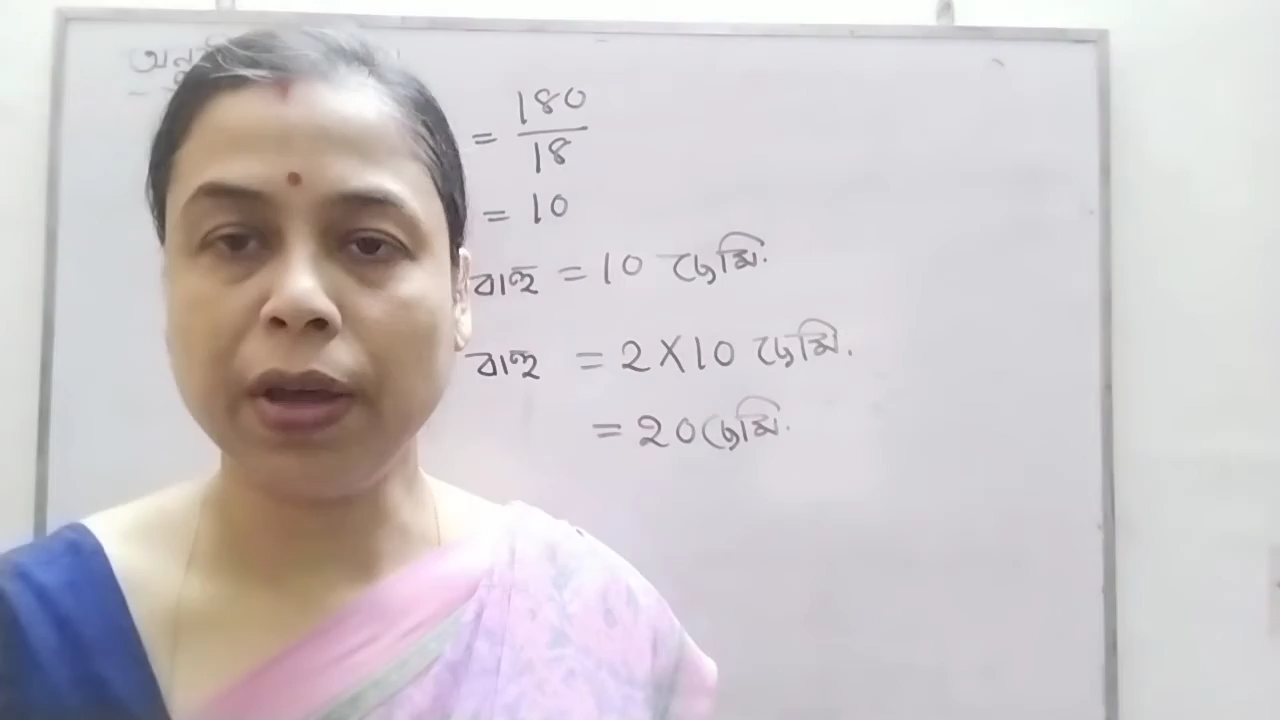 = 180/18
= 10
বাহু = 10 ডেমি.
বাহু = 2X10 ডেমি.
= 20 ডেমি.